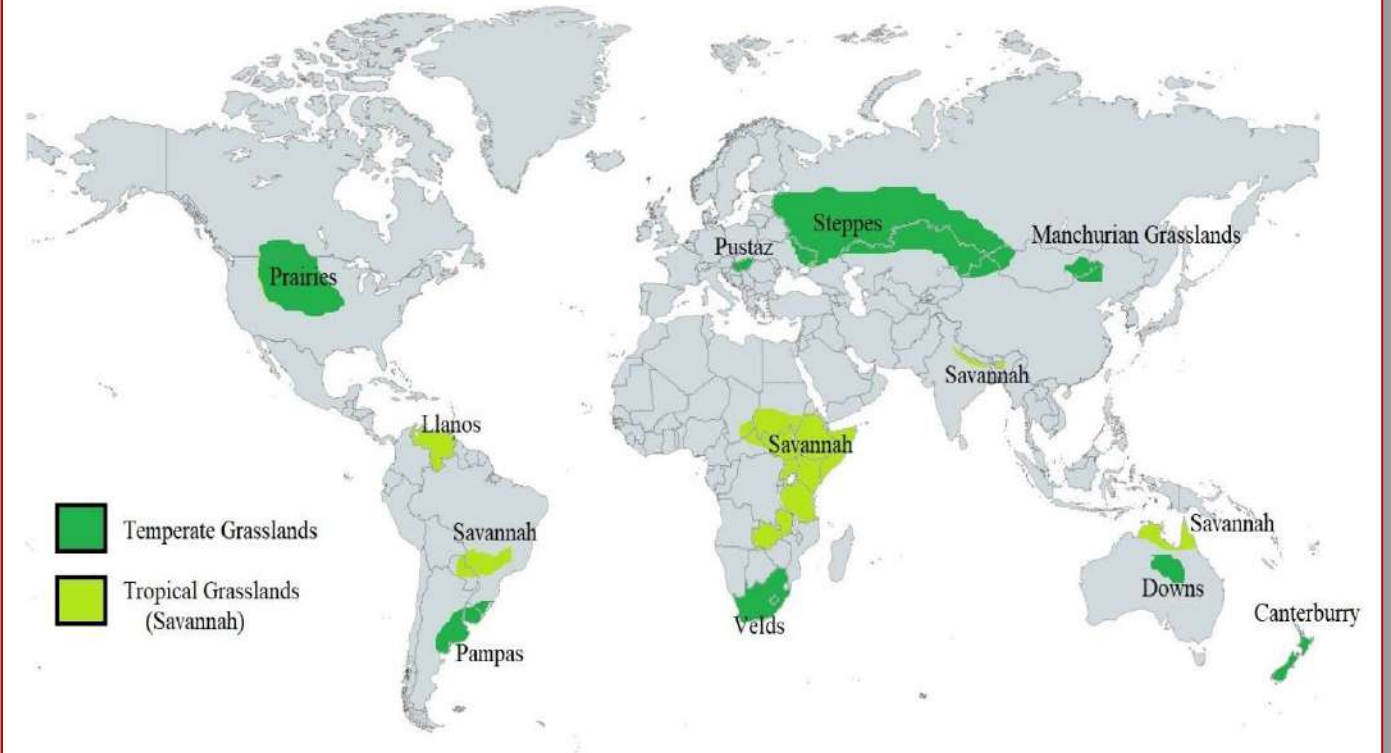 Steppes
Manchurian Grasslands
Pustaz
Prairies
Savannah
Llanos
Savannah
Temperate Grasslands
Savannah
Savannah
Tropical Grasslands
(Savannah)
Downs
Canterburry
Velds
Pampas